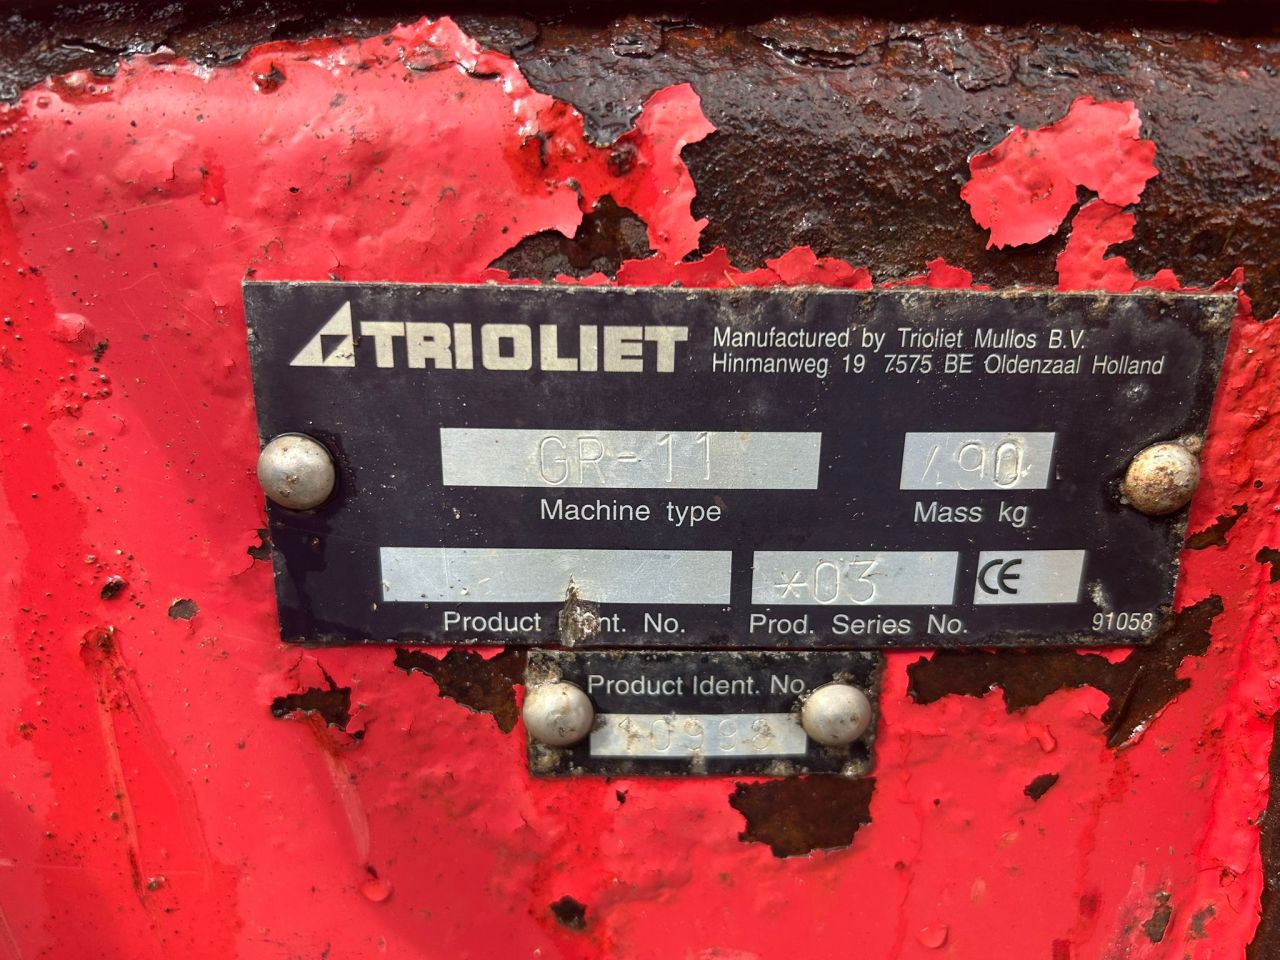 TRIOLIET
Manufactured by Trioliet Mullos B.V.
Hinmanweg 19 7575 BE Oldenzaal Holland
GR-11
490
Machine type
Mass kg
*03
CE
Product Ident. No.
Prod. Series No.
91058
Product Ident. No.